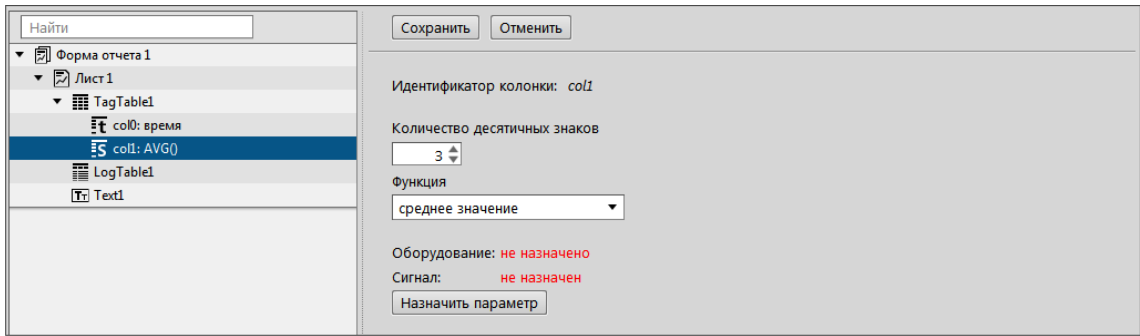 Найти
Форма отчета 1
Лист 1
TagTable1
col0: время
col1: AVG()
LogTable1
Text1
Сохранить Отменить
Идентификатор колонки: col1
Количество десятичных знаков
3
Функция
среднее значение
Оборудование: не назначено
Сигнал: не назначен
Назначить параметр